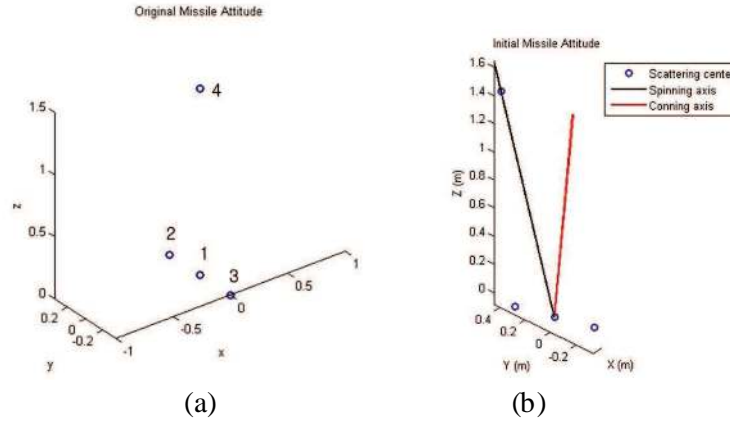 Original Missile Attitude
4
1.5
1
z
0.5
0
2
1
3
0.2
0
-0.2
y
-1
-0.5
0
0.5
1
x
(a)
Initial Missile Attitude
1.6
1.4
1.2
1
0.8
0.6
0.4
0.2
0
Z (m)
Scattering cente
Spinning axis
Conning axis
0.4
0.2
0
-0.2
Y (m)
X (m)
(b)